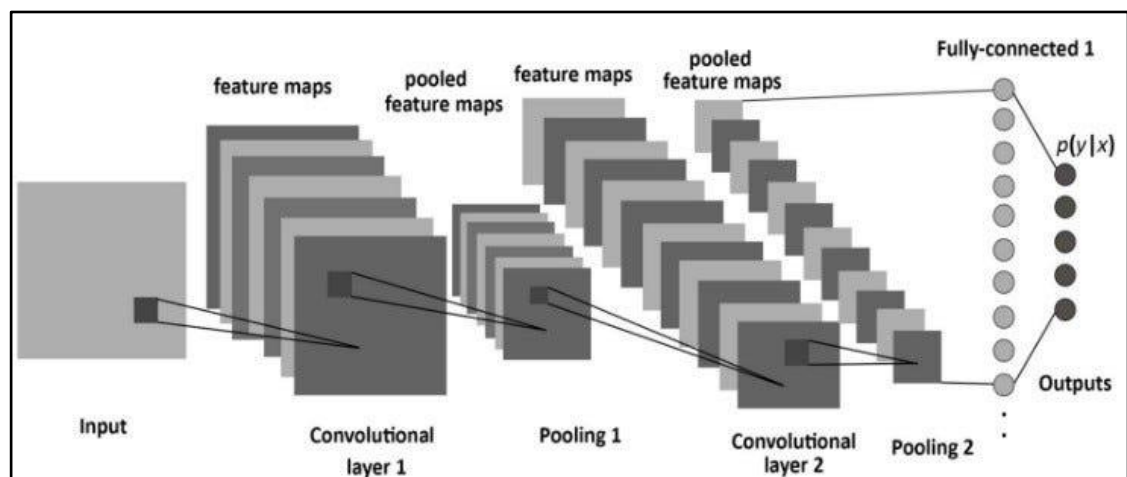 feature maps
pooled
feature maps
feature maps
pooled
feature maps
Fully-connected 1
p(y|x)
Input
Convolutional
layer 1
Pooling 1
Convolutional
layer 2
Pooling 2
Outputs